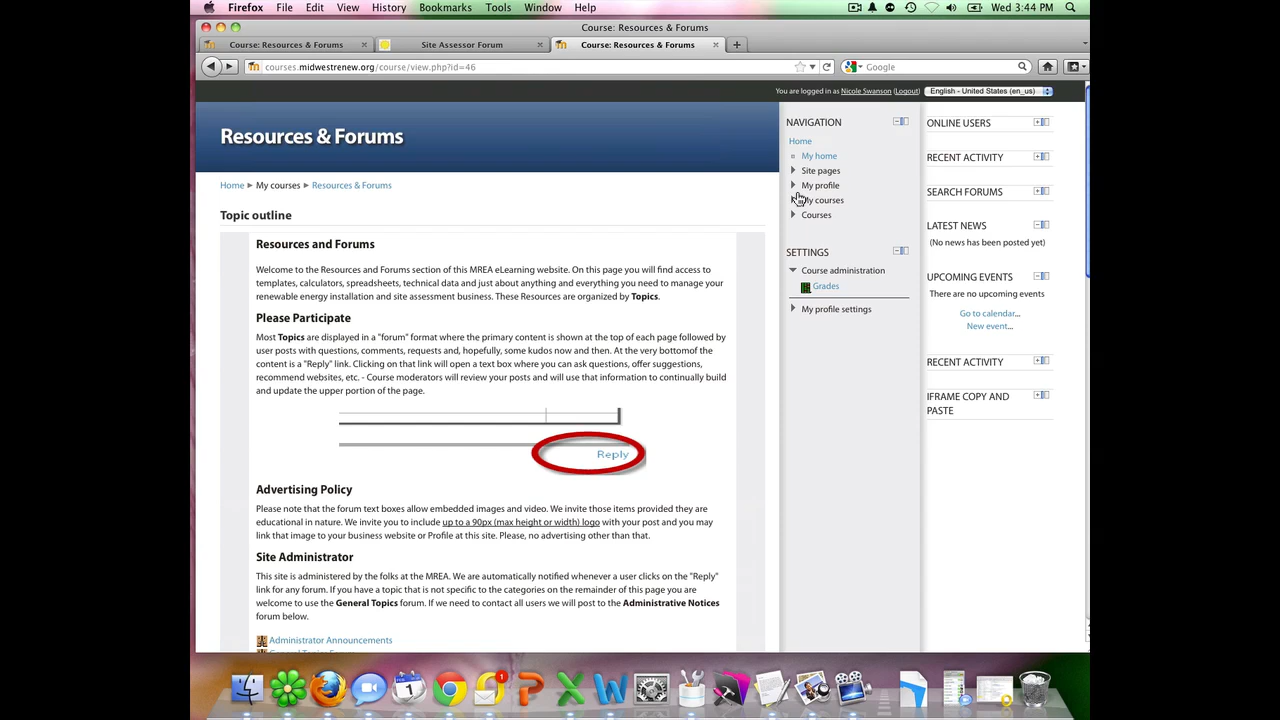 Firefox File Edit View History Bookmarks Tools Window Help Wed 3:44 PM
Course: Resources & Forums
Course: Resources & Forums Site Assessor Forum Course: Resources & Forums
courses.midwestrenew.org/course/view.php?id=46 Google
You are logged in as Nicole Swanson (Logout) English - United States (en_us)
Resources & Forums
Home My courses Resources & Forums
Topic outline
Resources and Forums
Welcome to the Resources and Forums section of this MREA eLearning website. On this page you will find access to
templates, calculators, spreadsheets, technical data and just about anything and everything you need to manage your
renewable energy installation and site assessment business. These Resources are organized by Topics.
Please Participate
Most Topics are displayed in a "forum" format where the primary content is shown at the top of each page followed by
user posts with questions, comments, requests and, hopefully, some kudos now and then. At the very bottomof the
content is a "Reply" link. Clicking on that link will open a text box where you can ask questions, offer suggestions,
recommend websites, etc. - Course moderators will review your posts and will use that information to continually build
and update the upper portion of the page.
Reply
Advertising Policy
Please note that the forum text boxes allow embedded images and video. We invite those items provided they are
educational in nature. We invite you to include up to a 90px (max height or width) logo with your post and you may
link that image to your business website or Profile at this site. Please, no advertising other than that.
Site Administrator
This site is administered by the folks at the MREA. We are automatically notified whenever a user clicks on the "Reply"
link for any forum. If you have a topic that is not specific to the categories on the remainder of this page you are
welcome to use the General Topics forum. If we need to contact all users we will post to the Administrative Notices
forum below.
Administrator Announcements
General Topics Forum
NAVIGATION
Home
My home
Site pages
My profile
My courses
Courses
SETTINGS
Course administration
Grades
My profile settings
ONLINE USERS
RECENT ACTIVITY
SEARCH FORUMS
LATEST NEWS
(No news has been posted yet)
UPCOMING EVENTS
There are no upcoming events
Go to calendar...
New event...
RECENT ACTIVITY
IFRAME COPY AND
PASTE